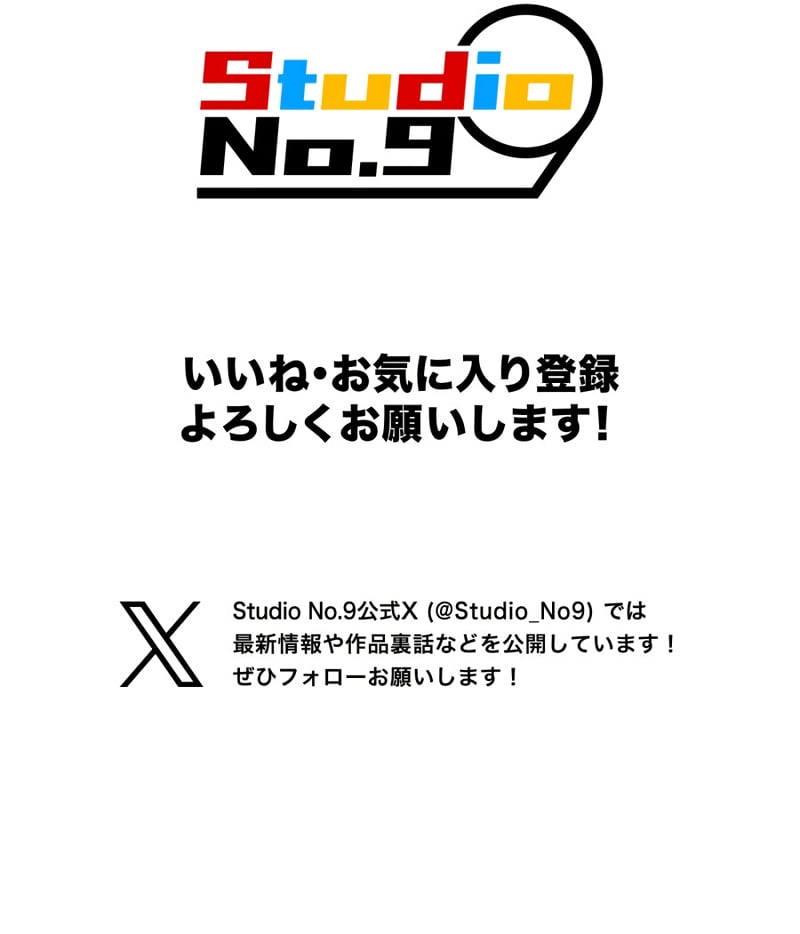 Studio
No.9
いいね・お気に入り登録
よろしくお願いします!
Studio No.9公式X (@Studio_No9) では
最新情報や作品裏話などを公開しています！
ぜひフォローお願いします！